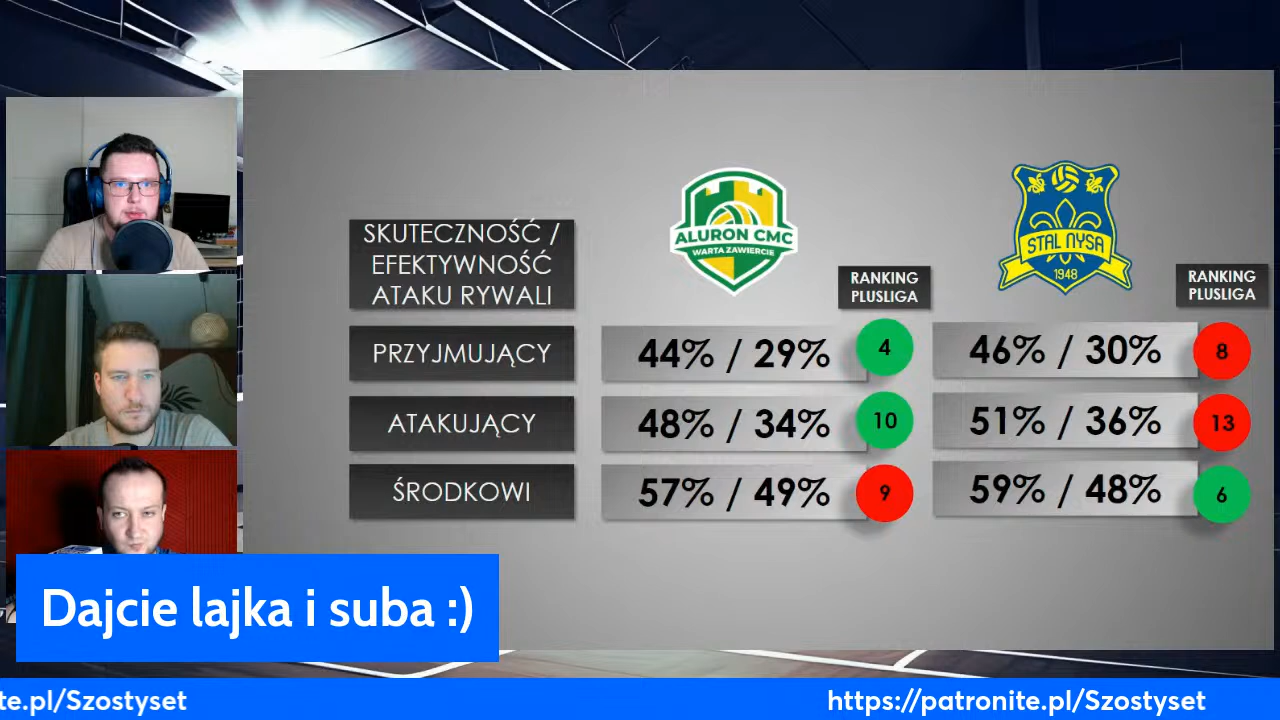 SKUTECZNOŚĆ /
EFEKTYWNOŚĆ
ATAKU RYWALI
ALURON CMC
WARTA ZAWIERCIE
RANKING
PLUSLIGA
STAL NYSA
1948
RANKING
PLUSLIGA
PRZYJMUJĄCY
44% / 29%
4
46% / 30%
8
ATAKUJĄCY
48% / 34%
10
51% / 36%
13
ŚRODKOWI
57% / 49%
9
59% / 48%
6
Dajcie lajka i suba :)
te.pl/Szostyset
https://patronite.pl/Szostyset